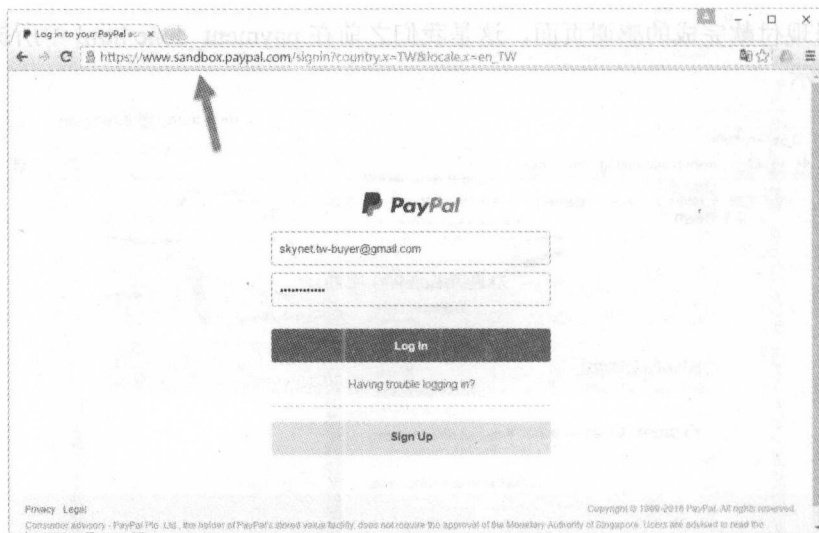 Log in to your PayPal acc
https://www.sandbox.paypal.com/signin?country.x=TW&locale.x=en_TW
PayPal
skynet.tw-buyer@gmail.com
••••••••••••
Log In
Having trouble logging in?
Sign Up
Privacy Legal
Copyright © 1999-2016 PayPal. All rights reserved.
Consumer advisory - PayPal Pte. Ltd., the holder of PayPal's stored value facility, does not require the approval of the Monetary Authority of Singapore. Users are advised to read the